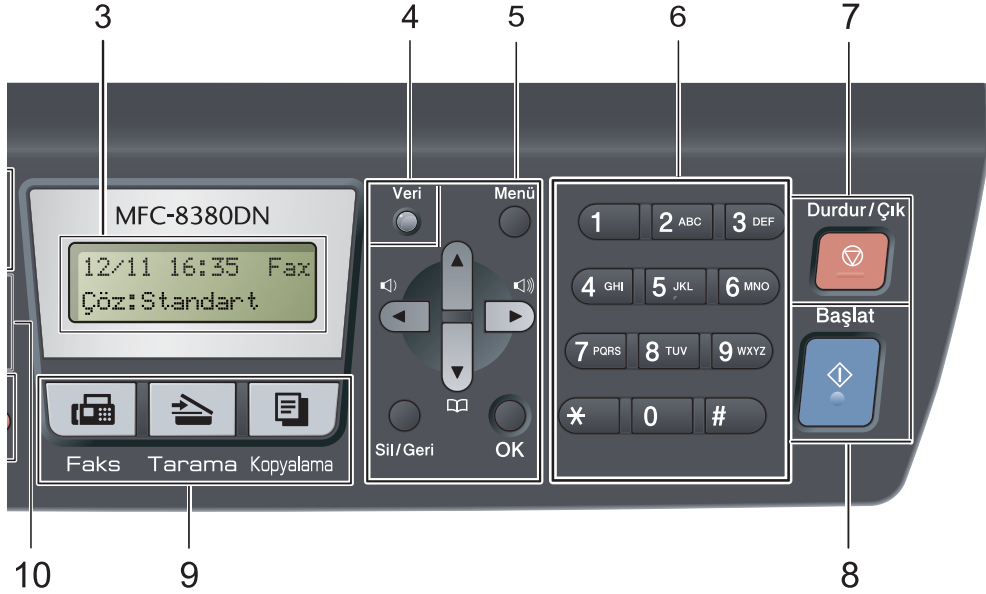 3 4 5 6 7
MFC-8380DN
12/11 16:35 Fax
Çöz:Standart
Faks Tarama Kopyalama
Veri Menü
Sil/Geri OK
1 2 ABC 3 DEF
4 GHI 5 JKL 6 MNO
7 PQRS 8 TUV 9 WXYZ
* 0 #
Durdur/Çık
Başlat
10 9 8